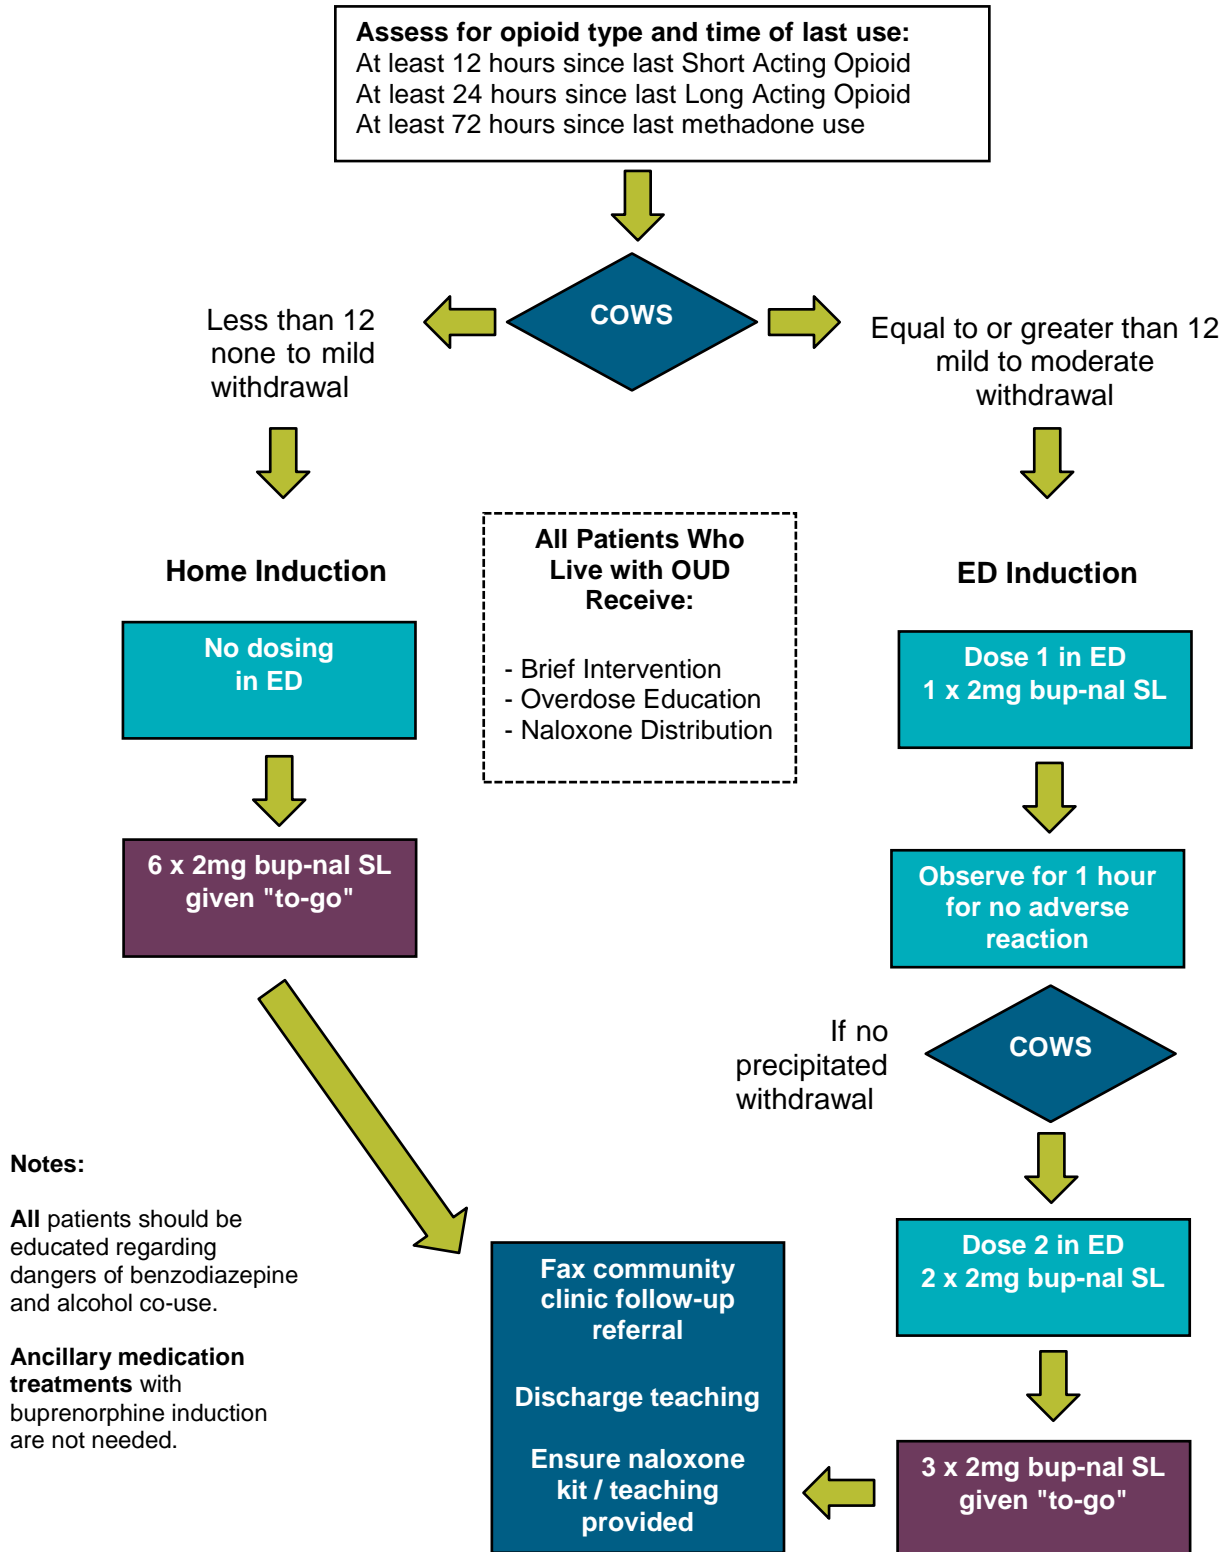 Assess for opioid type and time of last use:
At least 12 hours since last Short Acting Opioid
At least 24 hours since last Long Acting Opioid
At least 72 hours since last methadone use
COWS
Less than 12
none to mild
withdrawal
Equal to or greater than 12
mild to moderate
withdrawal
Home Induction
All Patients Who
Live with OUD
Receive:
- Brief Intervention
- Overdose Education
- Naloxone Distribution
ED Induction
No dosing
in ED
Dose 1 in ED
1 x 2mg bup-nal SL
6 x 2mg bup-nal SL
given "to-go"
Observe for 1 hour
for no adverse
reaction
If no
precipitated
withdrawal
COWS
Notes:
All patients should be
educated regarding
dangers of benzodiazepine
and alcohol co-use.
Ancillary medication
treatments with
buprenorphine induction
are not needed.
Fax community
clinic follow-up
referral
Discharge teaching
Ensure naloxone
kit / teaching
provided
Dose 2 in ED
2 x 2mg bup-nal SL
3 x 2mg bup-nal SL
given "to-go"